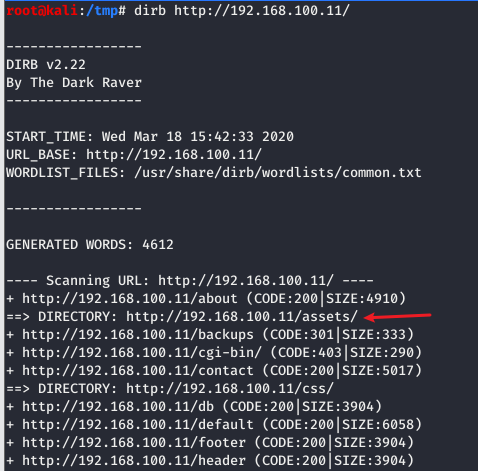 root@kali:/tmp# dirb http://192.168.100.11/
-----------------
DIRB v2.22
By The Dark Raver
-----------------
START_TIME: Wed Mar 18 15:42:33 2020
URL_BASE: http://192.168.100.11/
WORDLIST_FILES: /usr/share/dirb/wordlists/common.txt
-----------------
GENERATED WORDS: 4612
---- Scanning URL: http://192.168.100.11/ ----
+ http://192.168.100.11/about (CODE:200|SIZE:4910)
==> DIRECTORY: http://192.168.100.11/assets/
+ http://192.168.100.11/backups (CODE:301|SIZE:333)
+ http://192.168.100.11/cgi-bin/ (CODE:403|SIZE:290)
+ http://192.168.100.11/contact (CODE:200|SIZE:5017)
==> DIRECTORY: http://192.168.100.11/css/
+ http://192.168.100.11/db (CODE:200|SIZE:3904)
+ http://192.168.100.11/default (CODE:200|SIZE:6058)
+ http://192.168.100.11/footer (CODE:200|SIZE:3904)
+ http://192.168.100.11/header (CODE:200|SIZE:3904)